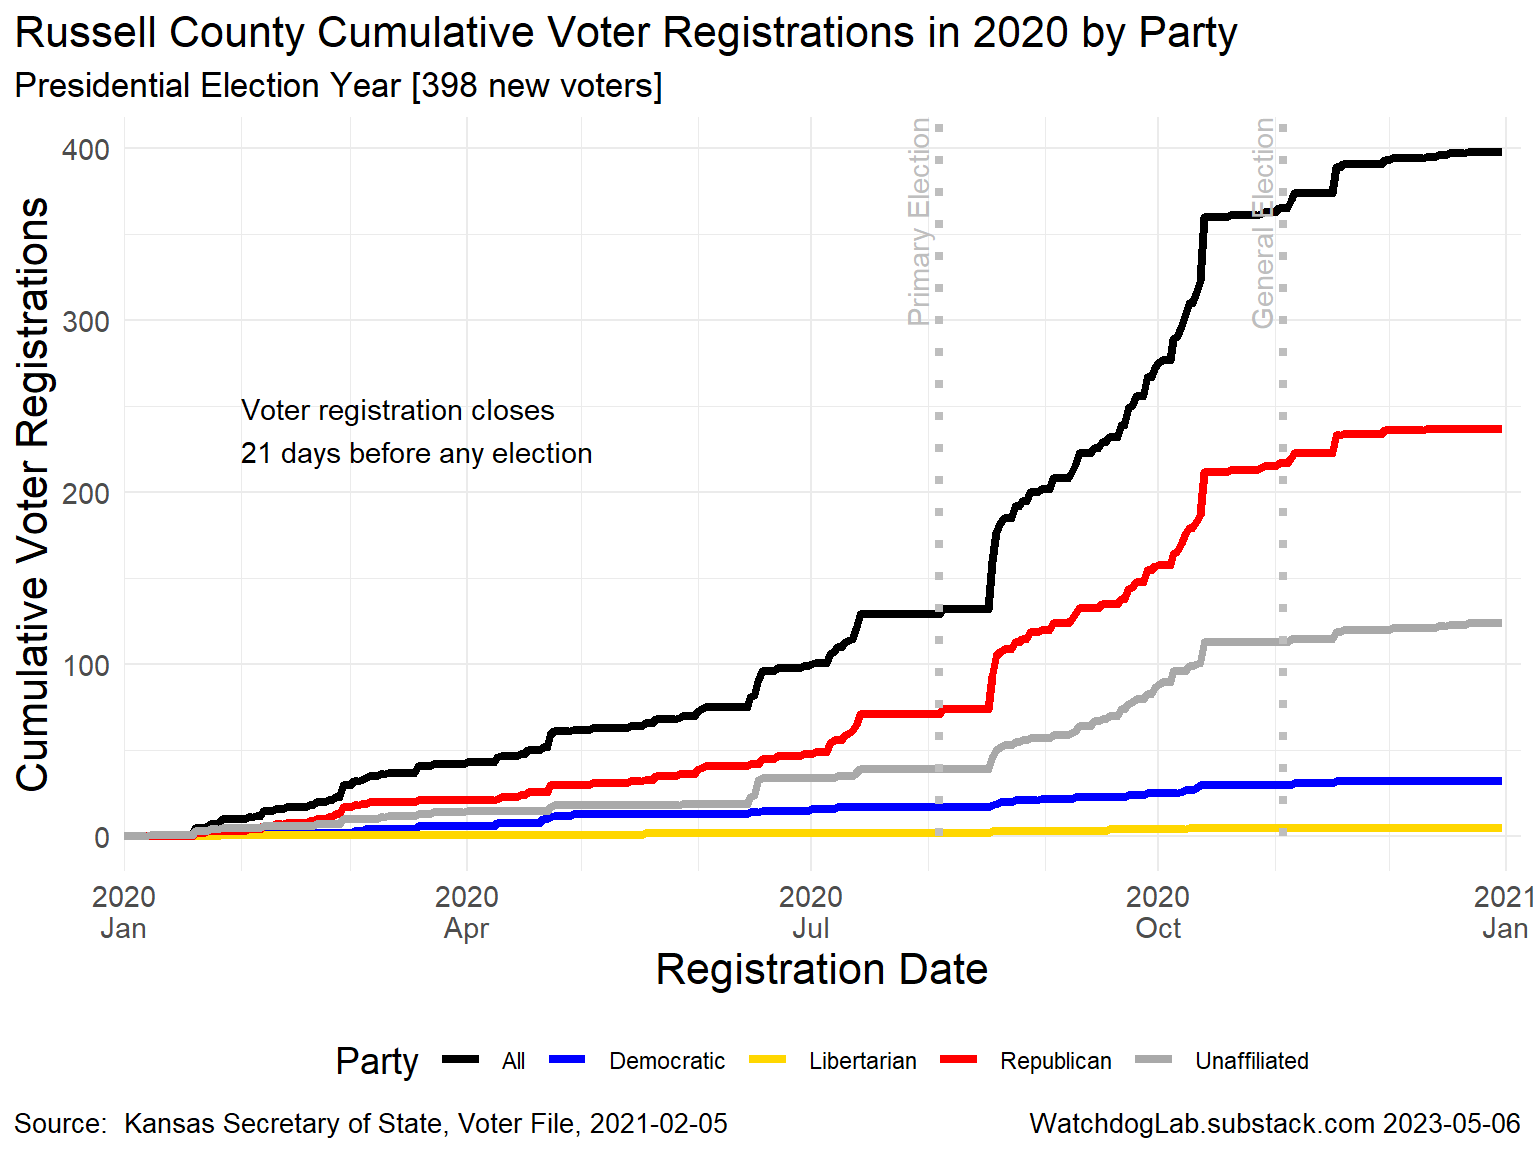 Russell County Cumulative Voter Registrations in 2020 by Party
Presidential Election Year [398 new voters]
Cumulative Voter Registrations
400
300
200
100
0
Primary Election
General Election
Voter registration closes
21 days before any election
2020 2020 2020 2020 2021
Jan Apr Jul Oct Jan
Registration Date
Party All Democratic Libertarian Republican Unaffiliated
Source:  Kansas Secretary of State, Voter File, 2021-02-05
WatchdogLab.substack.com 2023-05-06